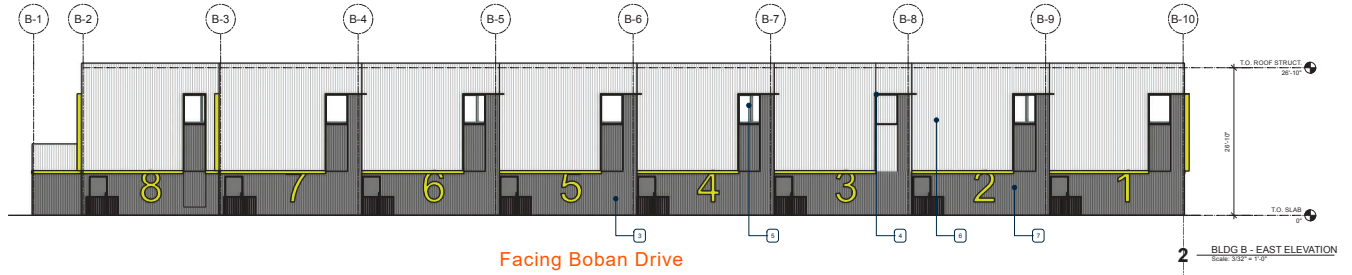 B-1 B-2 B-3 B-4 B-5 B-6 B-7 B-8 B-9 B-10
T.O. ROOF STRUCT.
26'-10"
26'-10"
8 7 6 5 4 3 2 1
T.O. SLAB
0"
3 5 4 6 7
Facing Boban Drive
2 BLDG B - EAST ELEVATION
Scale: 3/32" = 1'-0"